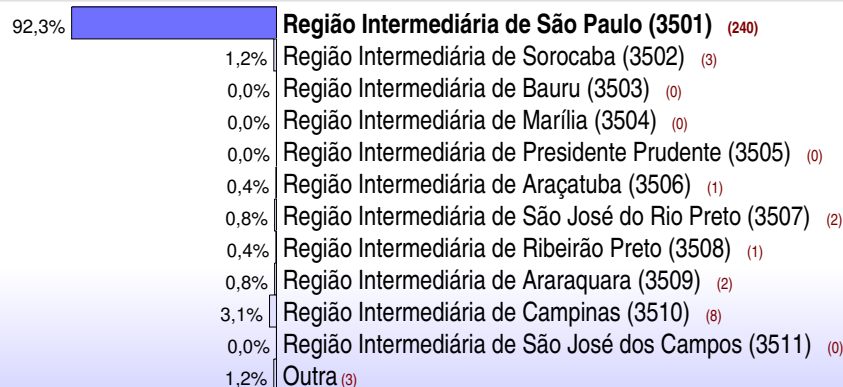 92,3% Região Intermediária de São Paulo (3501) (240)
1,2% Região Intermediária de Sorocaba (3502) (3)
0,0% Região Intermediária de Bauru (3503) (0)
0,0% Região Intermediária de Marília (3504) (0)
0,0% Região Intermediária de Presidente Prudente (3505) (0)
0,4% Região Intermediária de Araçatuba (3506) (1)
0,8% Região Intermediária de São José do Rio Preto (3507) (2)
0,4% Região Intermediária de Ribeirão Preto (3508) (1)
0,8% Região Intermediária de Araraquara (3509) (2)
3,1% Região Intermediária de Campinas (3510) (8)
0,0% Região Intermediária de São José dos Campos (3511) (0)
1,2% Outra (3)